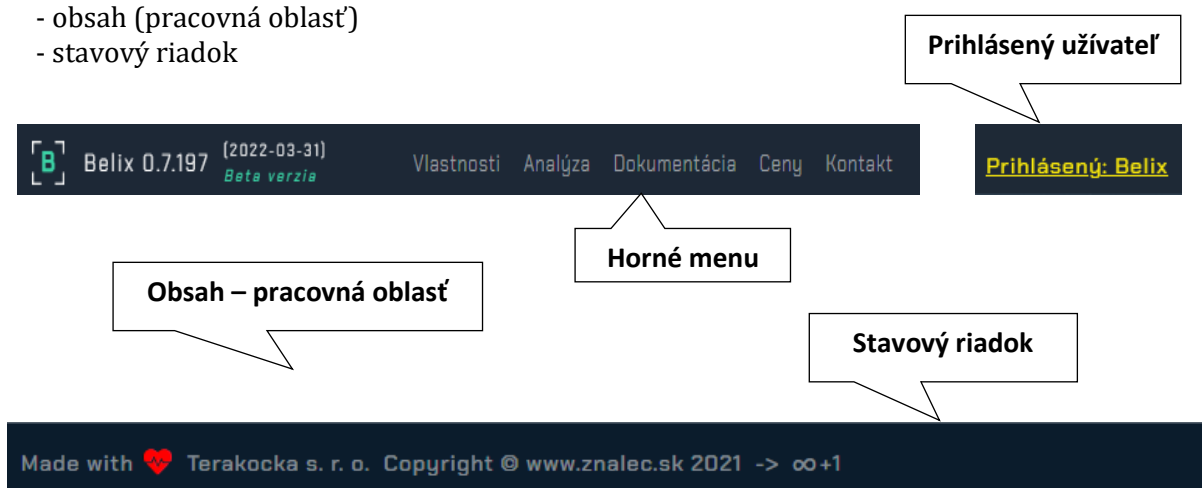 - obsah (pracovná oblasť)
- stavový riadok
Prihlásený užívateľ
B Belix 0.7.197 (2022-03-31)
Beta verzia
Vlastnosti Analýza Dokumentácia Ceny Kontakt
Prihlásený: Belix
Horné menu
Obsah – pracovná oblasť
Stavový riadok
Made with ❤ Terakocka s. r. o. Copyright © www.znalec.sk 2021 -> ∞+1